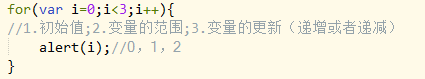 for(var i=0;i<3;i++){
//1.初始值;2.变量的范围;3.变量的更新（递增或者递减）
    alert(i);//0, 1, 2
}